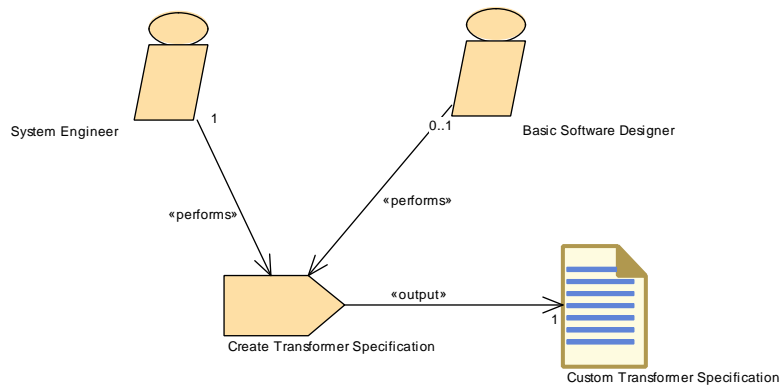 1
System Engineer
0..1
Basic Software Designer
«performs»
«performs»
«output»
1
Create Transformer Specification
Custom Transformer Specification